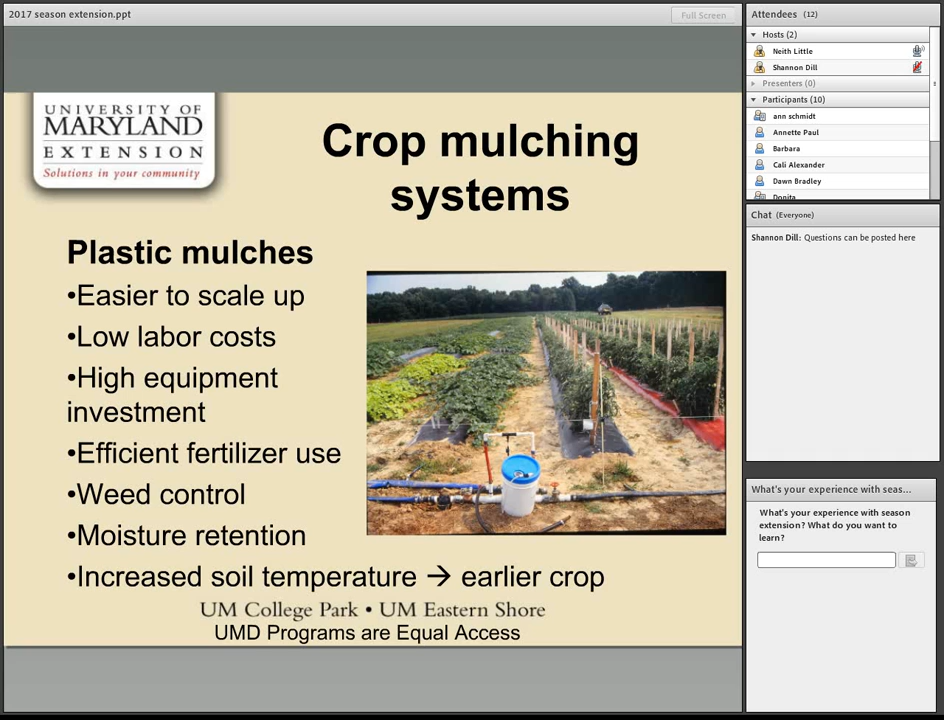 2017 season extension.ppt
Full Screen
UNIVERSITY OF
MARYLAND
EXTENSION
Solutions in your community
Crop mulching
systems
Plastic mulches
•Easier to scale up
•Low labor costs
•High equipment
investment
•Efficient fertilizer use
•Weed control
•Moisture retention
•Increased soil temperature → earlier crop
UM College Park • UM Eastern Shore
UMD Programs are Equal Access
Attendees (12)
Hosts (2)
Neith Little
Shannon Dill
Presenters (0)
Participants (10)
ann schmidt
Annette Paul
Barbara
Cali Alexander
Dawn Bradley
Donita
Chat (Everyone)
Shannon Dill: Questions can be posted here
What's your experience with seas...
What's your experience with season
extension? What do you want to
learn?